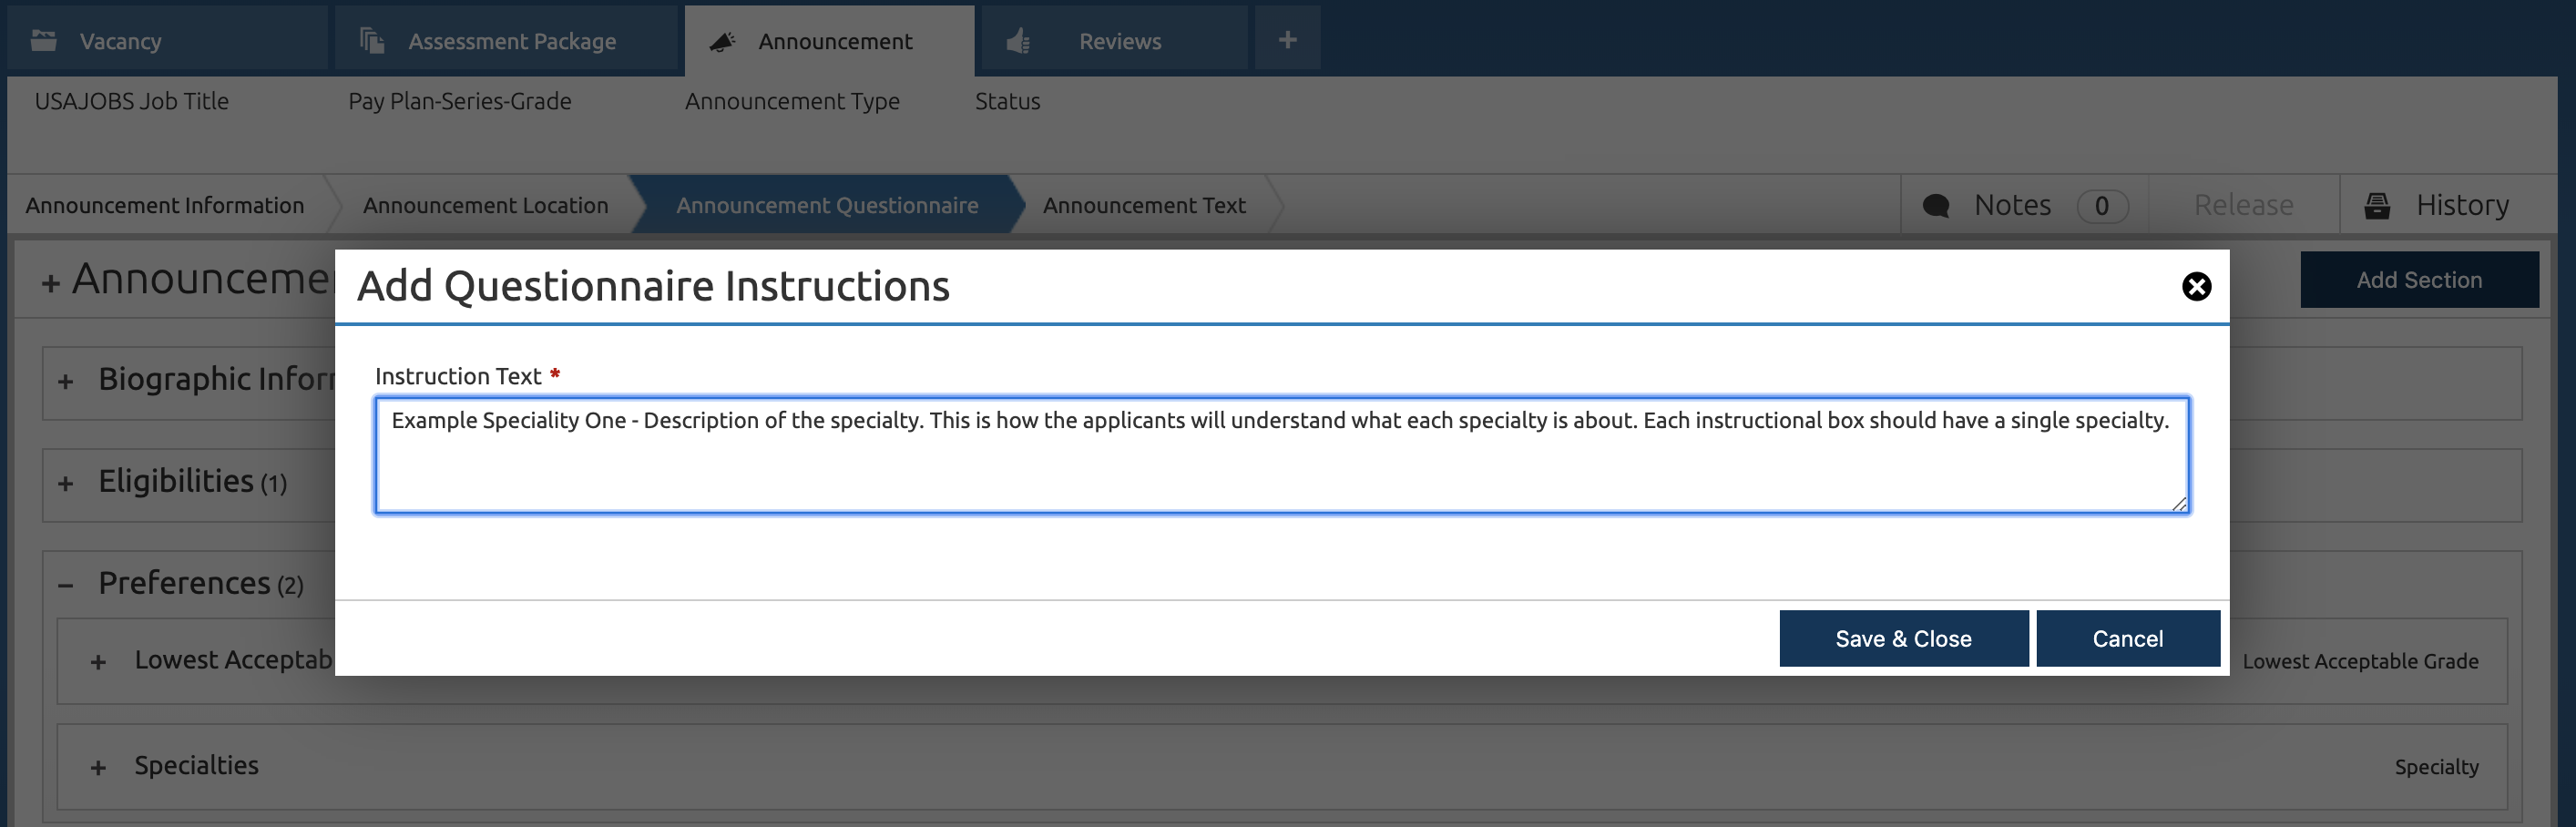 Vacancy
Assessment Package
Announcement
Reviews
+
USAJOBS Job Title
Pay Plan-Series-Grade
Announcement Type
Status
Announcement Information
Announcement Location
Announcement Questionnaire
Announcement Text
Notes 0
Release
History
+ Announceme
Add Section
Add Questionnaire Instructions
Instruction Text *
Example Speciality One - Description of the specialty. This is how the applicants will understand what each specialty is about. Each instructional box should have a single specialty.
Save & Close
Cancel
+ Biographic Infor
+ Eligibilities (1)
– Preferences (2)
+ Lowest Acceptab
Lowest Acceptable Grade
+ Specialties
Specialty